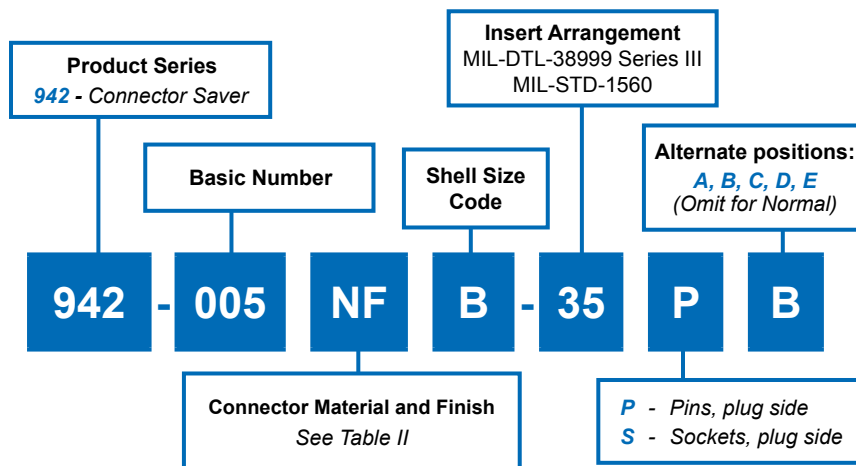 Product Series
942 - Connector Saver
Basic Number
Shell Size
Code
Insert Arrangement
MIL-DTL-38999 Series III
MIL-STD-1560
Alternate positions:
A, B, C, D, E
(Omit for Normal)
942 - 005 NF B - 35 P B
Connector Material and Finish
See Table II
P - Pins, plug side
S - Sockets, plug side